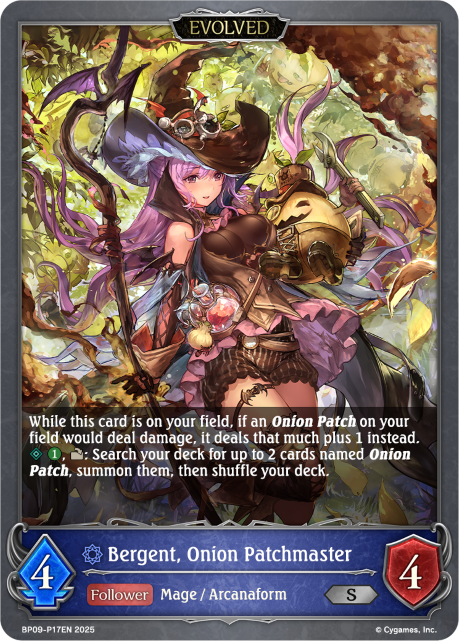 EVOLVED
While this card is on your field, if an Onion Patch on your
field would deal damage, it deals that much plus 1 instead.
1, : Search your deck for up to 2 cards named Onion
Patch, summon them, then shuffle your deck.
4
Bergent, Onion Patchmaster
4
Follower
Mage / Arcanaform
S
BP09-P17EN 2025
© Cygames, Inc.